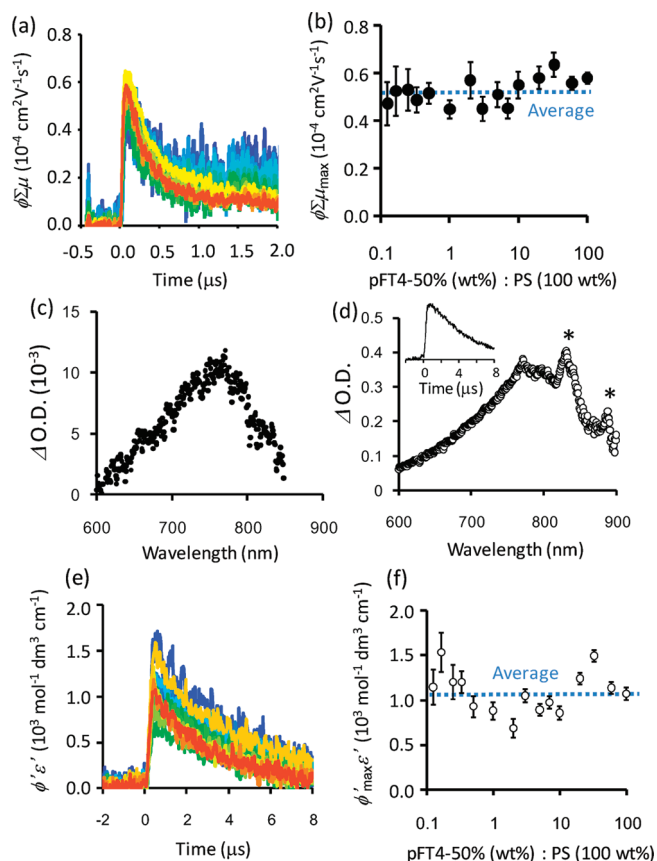 (a)
ϕΣμ (10⁻⁴ cm²V⁻¹s⁻¹)
0.8
0.6
0.4
0.2
0.0
-0.5 0.0 0.5 1.0 1.5 2.0
Time (μs)
(b)
ϕΣμmax (10⁻⁴ cm²V⁻¹s⁻¹)
0.8
0.6
0.4
0.2
0.0
Average
0.1 1 10 100
pFT4-50% (wt%) : PS (100 wt%)
(c)
Δ O.D. (10⁻³)
15
10
5
0
600 700 800 900
Wavelength (nm)
(d)
Δ O.D.
0.5
0.4
0.3
0.2
0.1
0
* *
-2 0 2 4 6 8
Time (μs)
600 700 800 900
Wavelength (nm)
(e)
ϕ'ε' (10³ mol⁻¹ dm³ cm⁻¹)
2.0
1.5
1.0
0.5
0.0
-2 0 2 4 6 8
Time (μs)
(f)
ϕ'maxε' (10³ mol⁻¹ dm³ cm⁻¹)
2.0
1.5
1.0
0.5
0.0
Average
0.1 1 10 100
pFT4-50% (wt%) : PS (100 wt%)